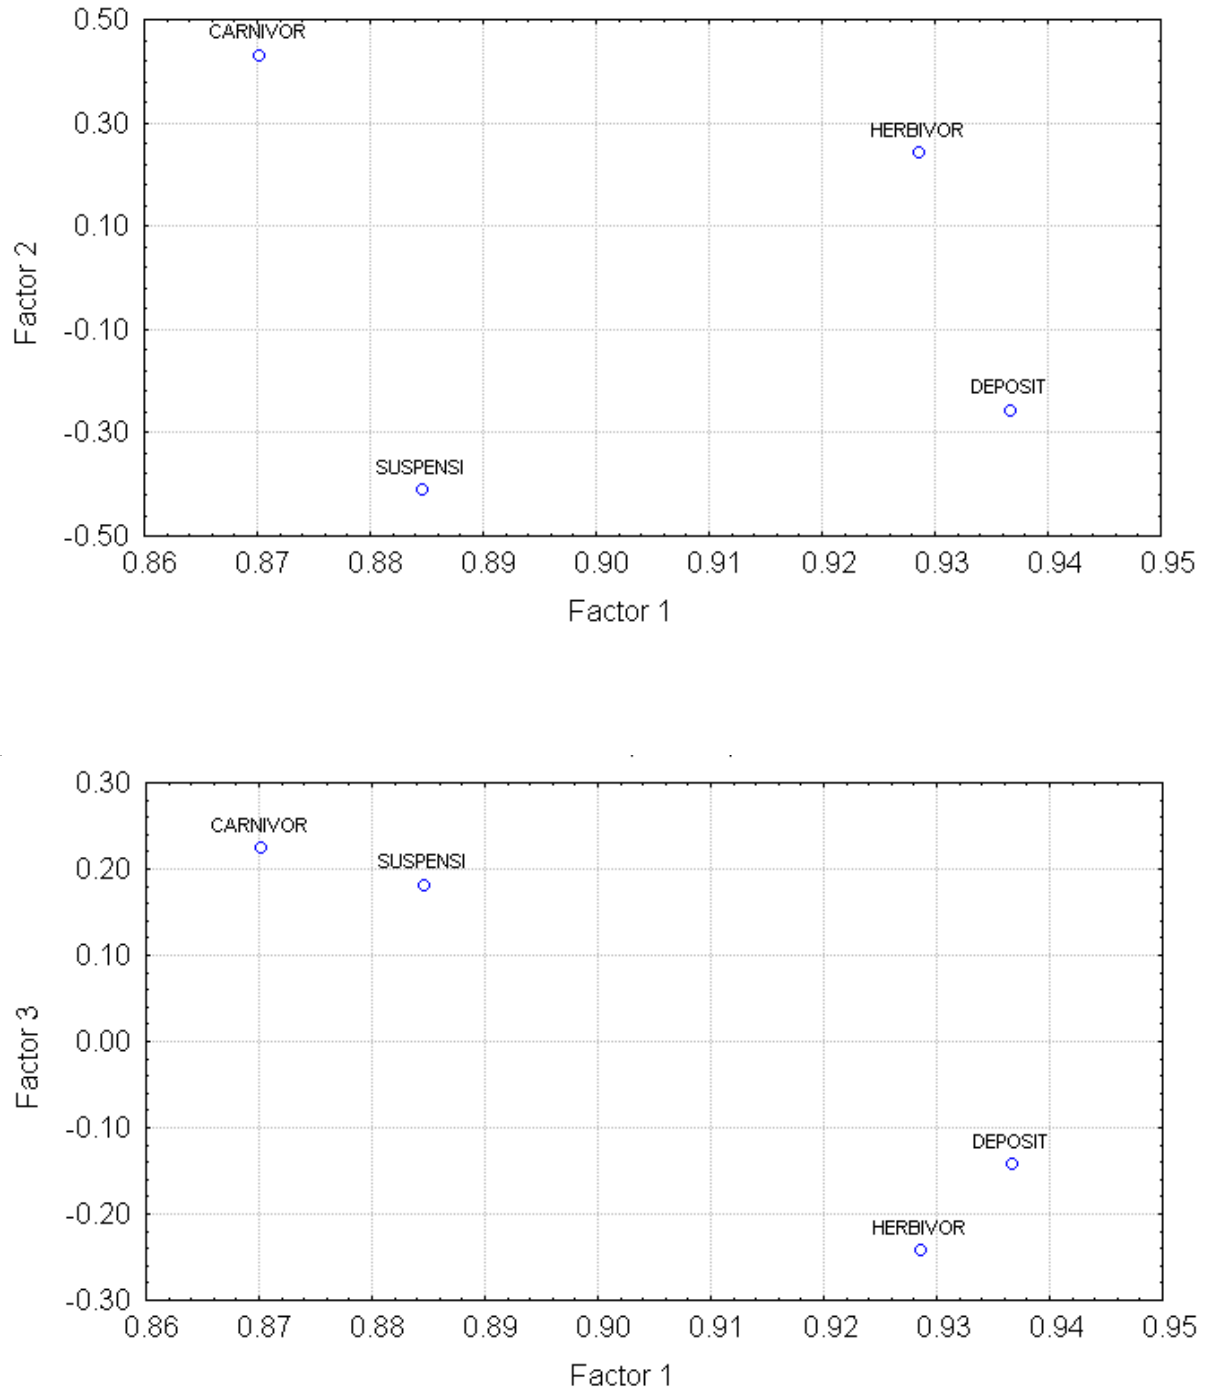 0.50
CARNIVOR
0.30
HERBIVOR
0.10
Factor 2
-0.10
DEPOSIT
-0.30
SUSPENSI
-0.50
0.86 0.87 0.88 0.89 0.90 0.91 0.92 0.93 0.94 0.95
Factor 1
0.30
CARNIVOR
SUSPENSI
0.20
0.10
0.00
Factor 3
-0.10
DEPOSIT
-0.20
HERBIVOR
-0.30
0.86 0.87 0.88 0.89 0.90 0.91 0.92 0.93 0.94 0.95
Factor 1